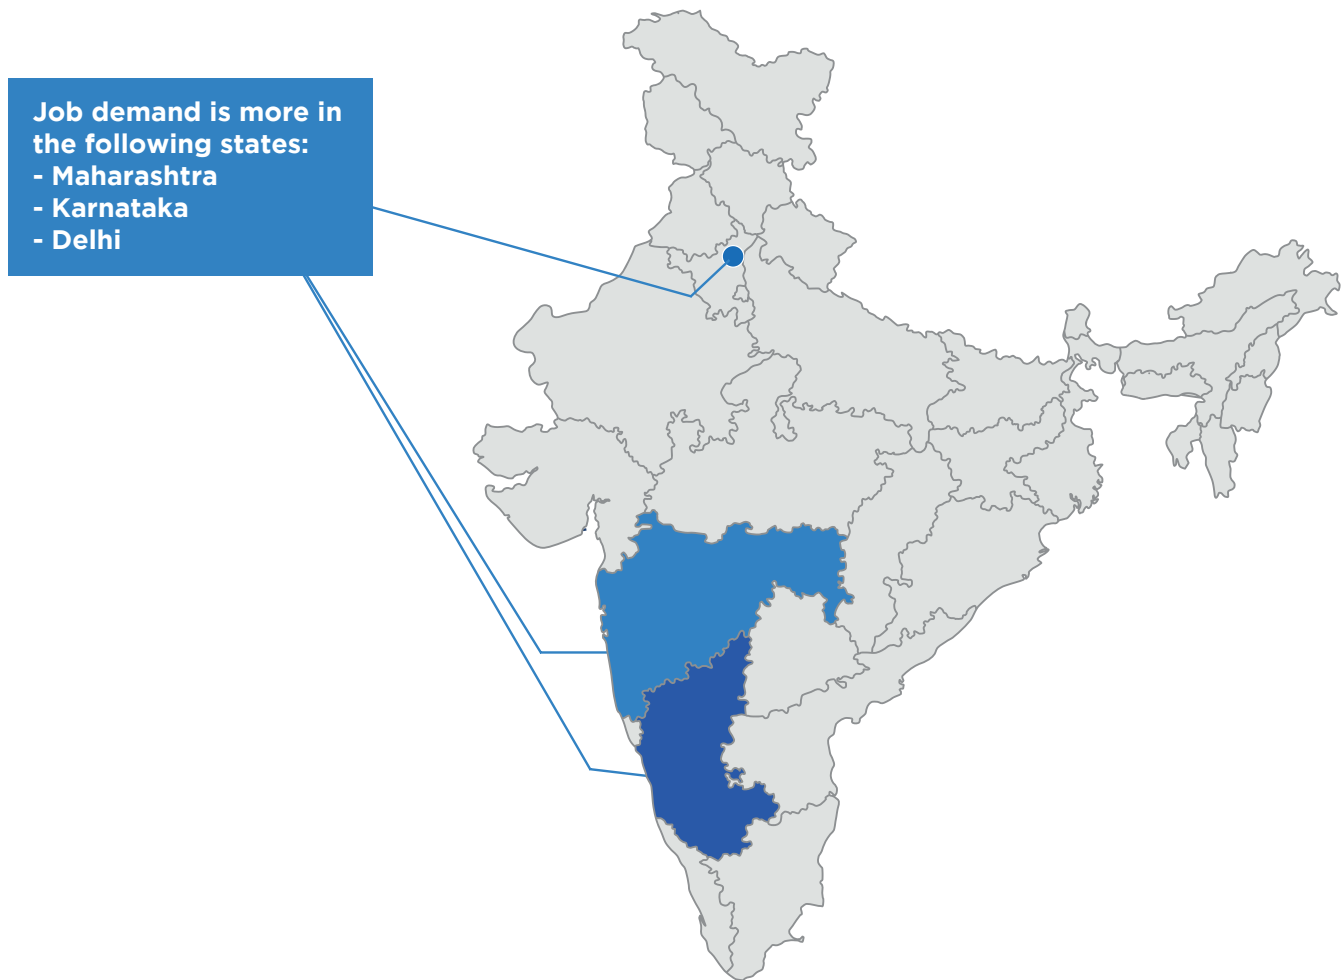 Job demand is more in
the following states:
- Maharashtra
- Karnataka
- Delhi